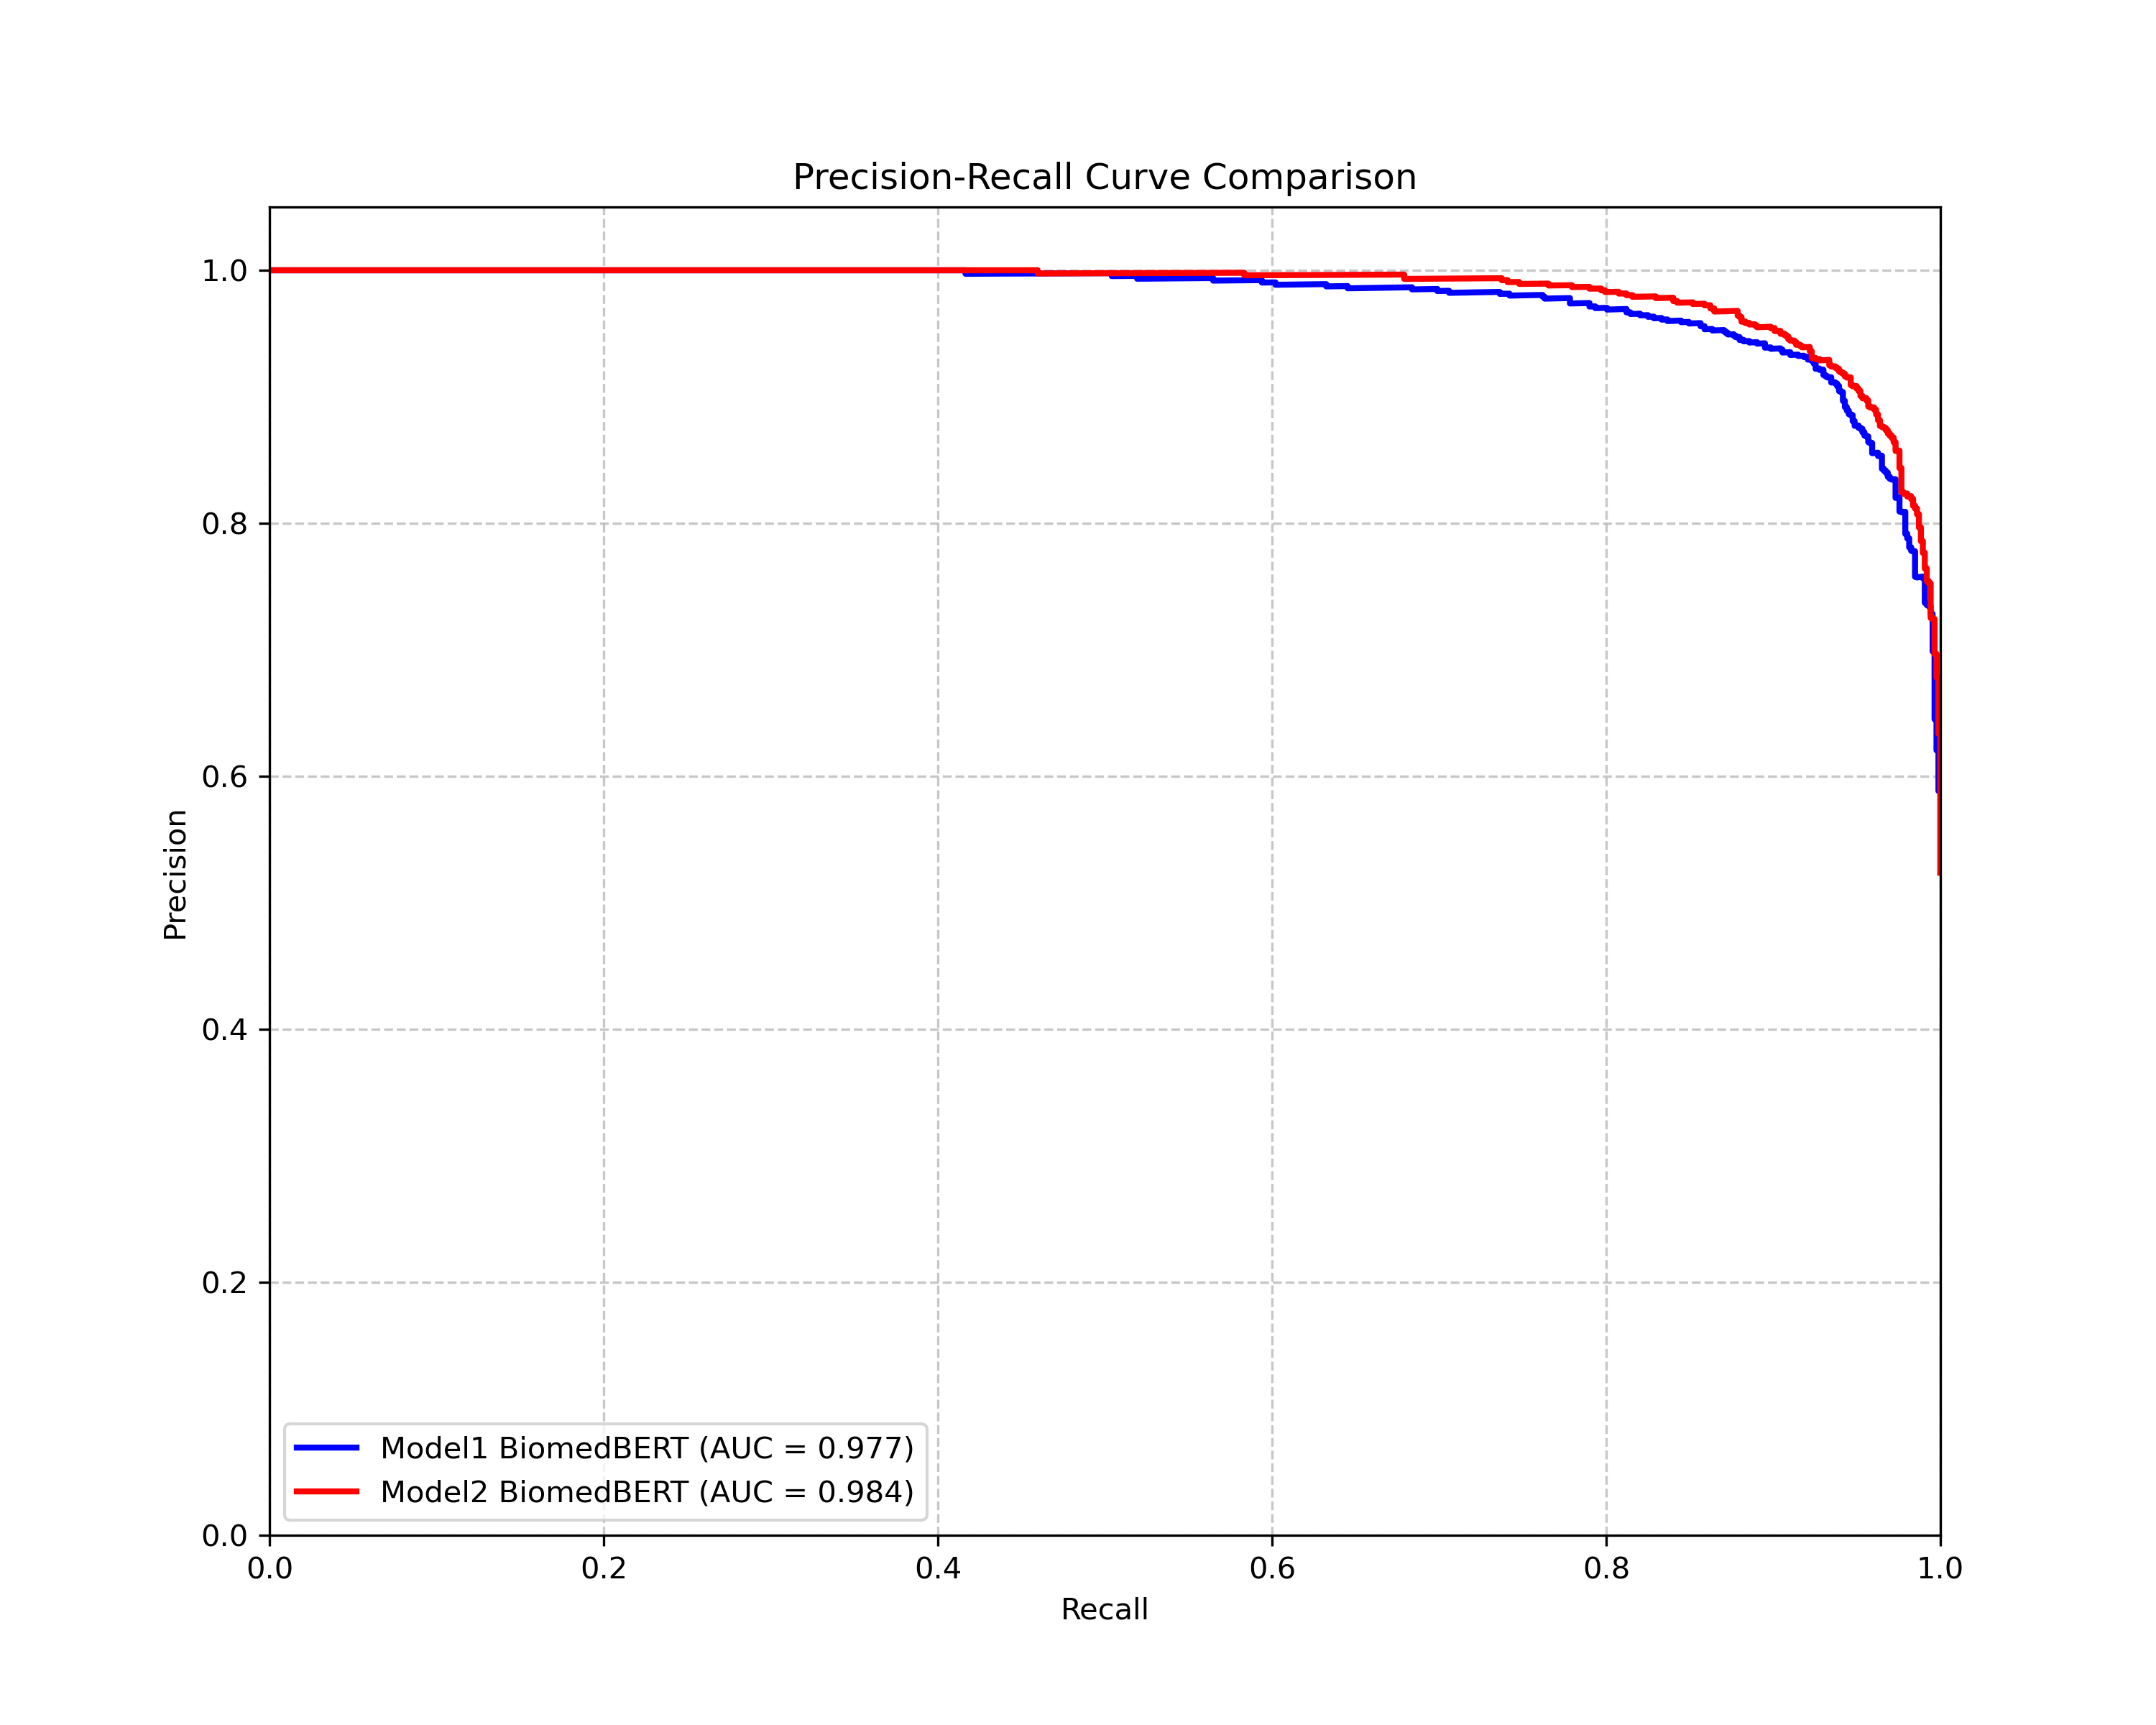 Precision-Recall Curve Comparison
1.0
0.8
0.6
0.4
0.2
0.0
Precision
Model1 BiomedBERT (AUC = 0.977)
Model2 BiomedBERT (AUC = 0.984)
0.0 0.2 0.4 0.6 0.8 1.0
Recall